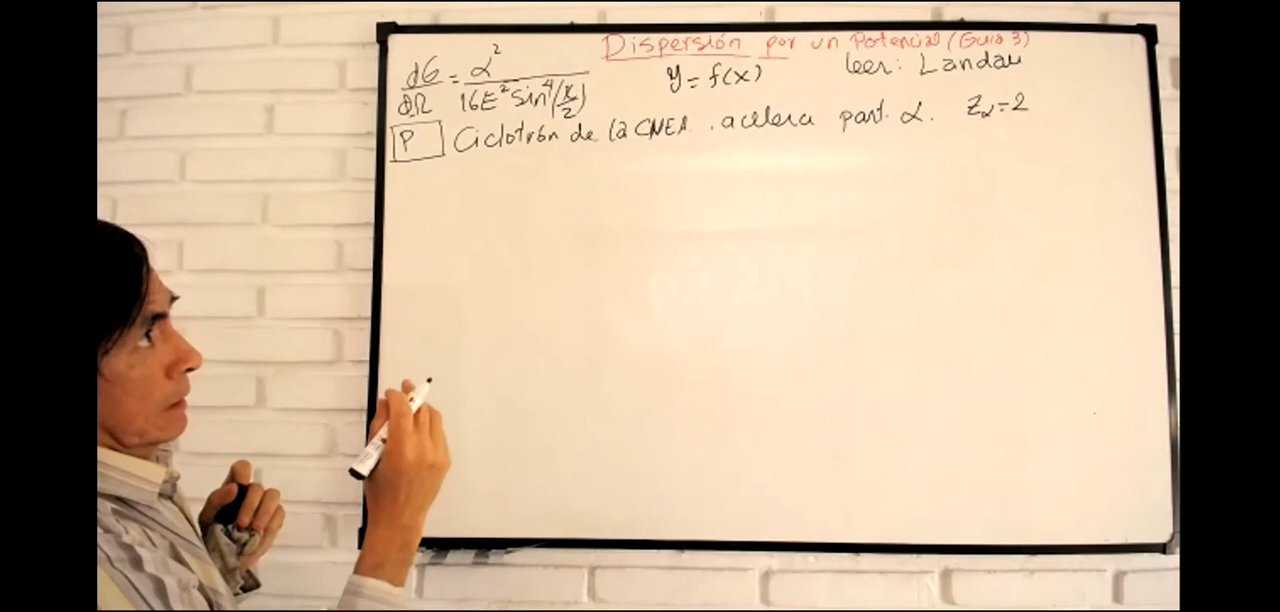 Dispersión por un Potencial (Guia 3)
dσ/dΩ = α²/16E² Sin⁴(χ/2)
y = f(x)
leer: Landau
P Ciclotrón de la CNEA . acelera part. α. Zα=2